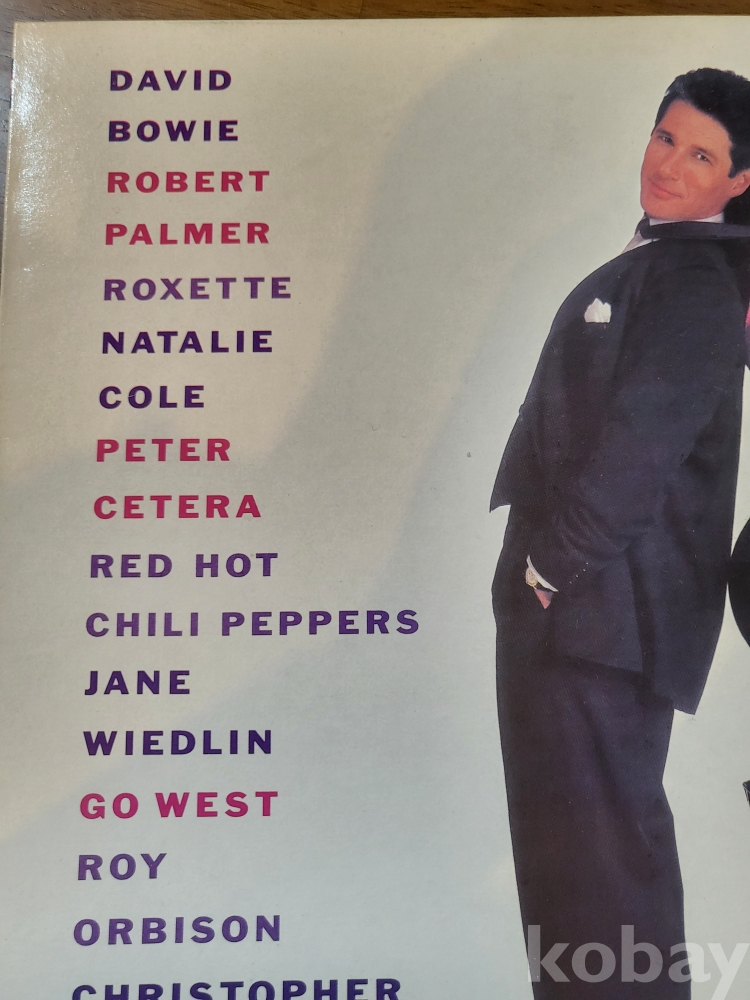 DAVID
BOWIE
ROBERT
PALMER
ROXETTE
NATALIE
COLE
PETER
CETERA
RED HOT
CHILI PEPPERS
JANE
WIEDLIN
GO WEST
ROY
ORBISON
CHRISTOPHER
kobay